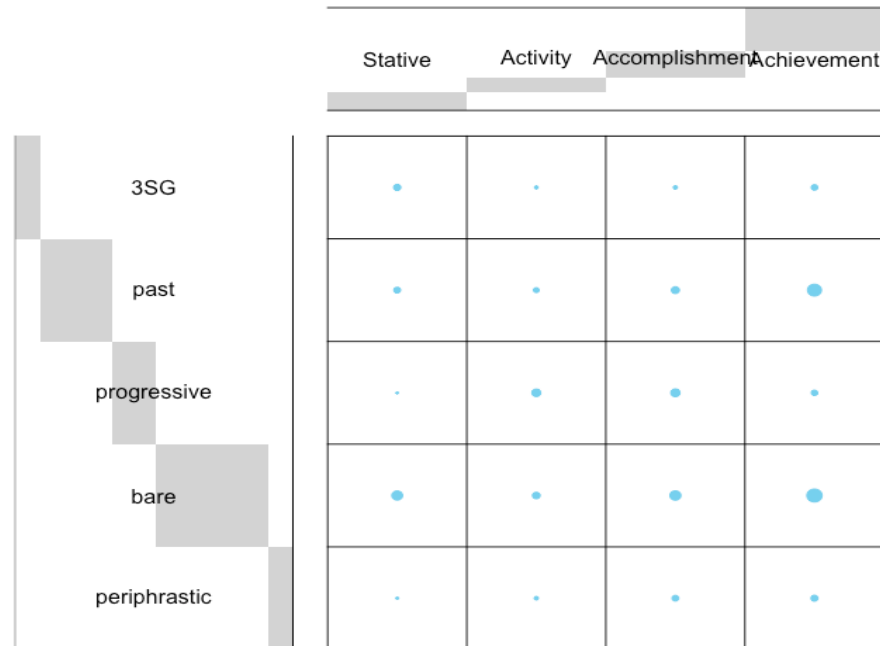 Stative Activity Accomplishment Achievement
3SG
past
progressive
bare
periphrastic